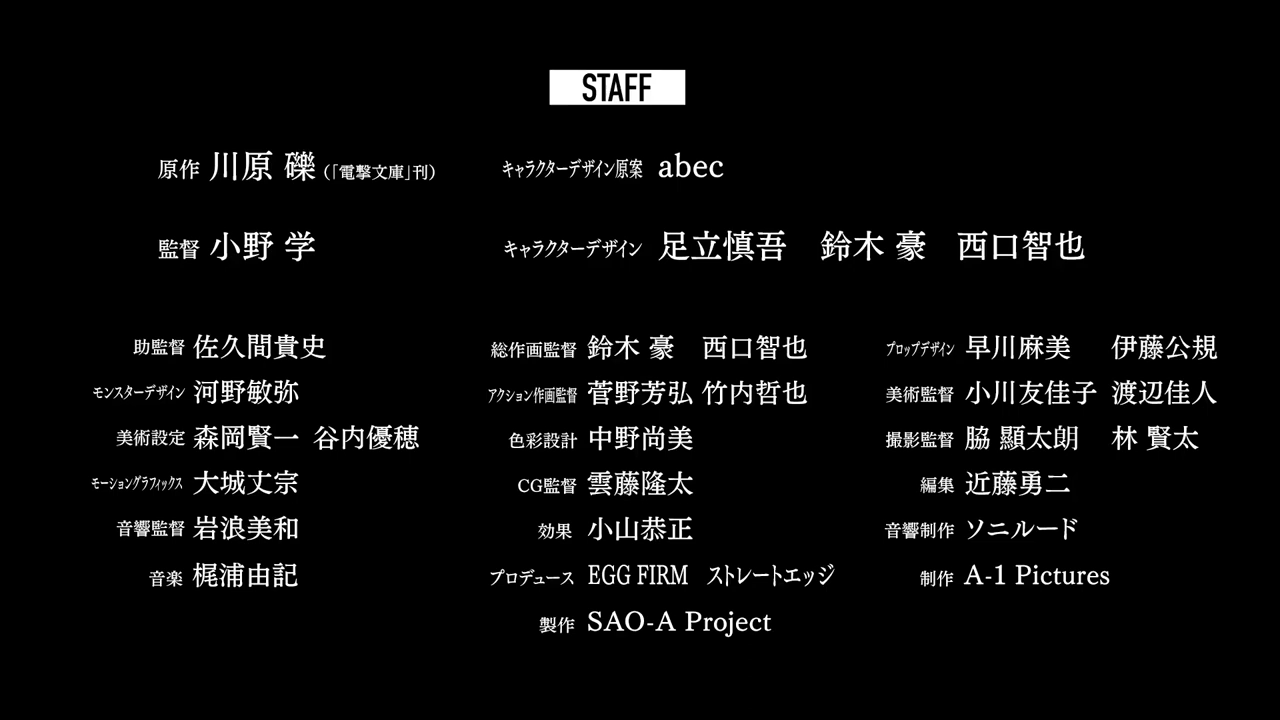 STAFF
原作 川原 礫（「電撃文庫」刊） キャラクターデザイン原案 abec
監督 小野 学 キャラクターデザイン 足立慎吾 鈴木 豪 西口智也
助監督 佐久間貴史 総作画監督 鈴木 豪 西口智也 プロップデザイン 早川麻美 伊藤公規
モンスターデザイン 河野敏弥 アクション作画監督 菅野芳弘 竹内哲也 美術監督 小川友佳子 渡辺佳人
美術設定 森岡賢一 谷内優穂 色彩設計 中野尚美 撮影監督 脇 顯太朗 林 賢太
モーショングラフィックス 大城丈宗 CG監督 雲藤隆太 編集 近藤勇二
音響監督 岩浪美和 効果 小山恭正 音響制作 ソニルード
音楽 梶浦由記 プロデュース EGG FIRM ストレートエッジ 制作 A-1 Pictures
製作 SAO-A Project